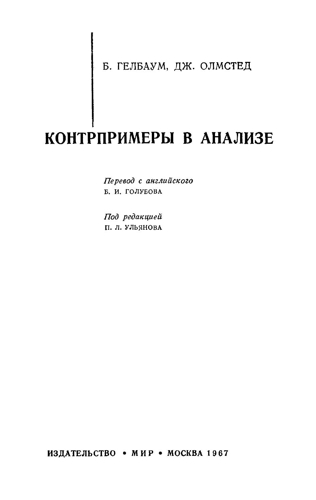 Б. ГЕЛБАУМ, ДЖ. ОЛМСТЕД
КОНТРПРИМЕРЫ В АНАЛИЗЕ
Перевод с английского
Б. И. ГОЛУБОВА
Под редакцией
П. Л. УЛЬЯНОВА
ИЗДАТЕЛЬСТВО • МИР • МОСКВА 1967